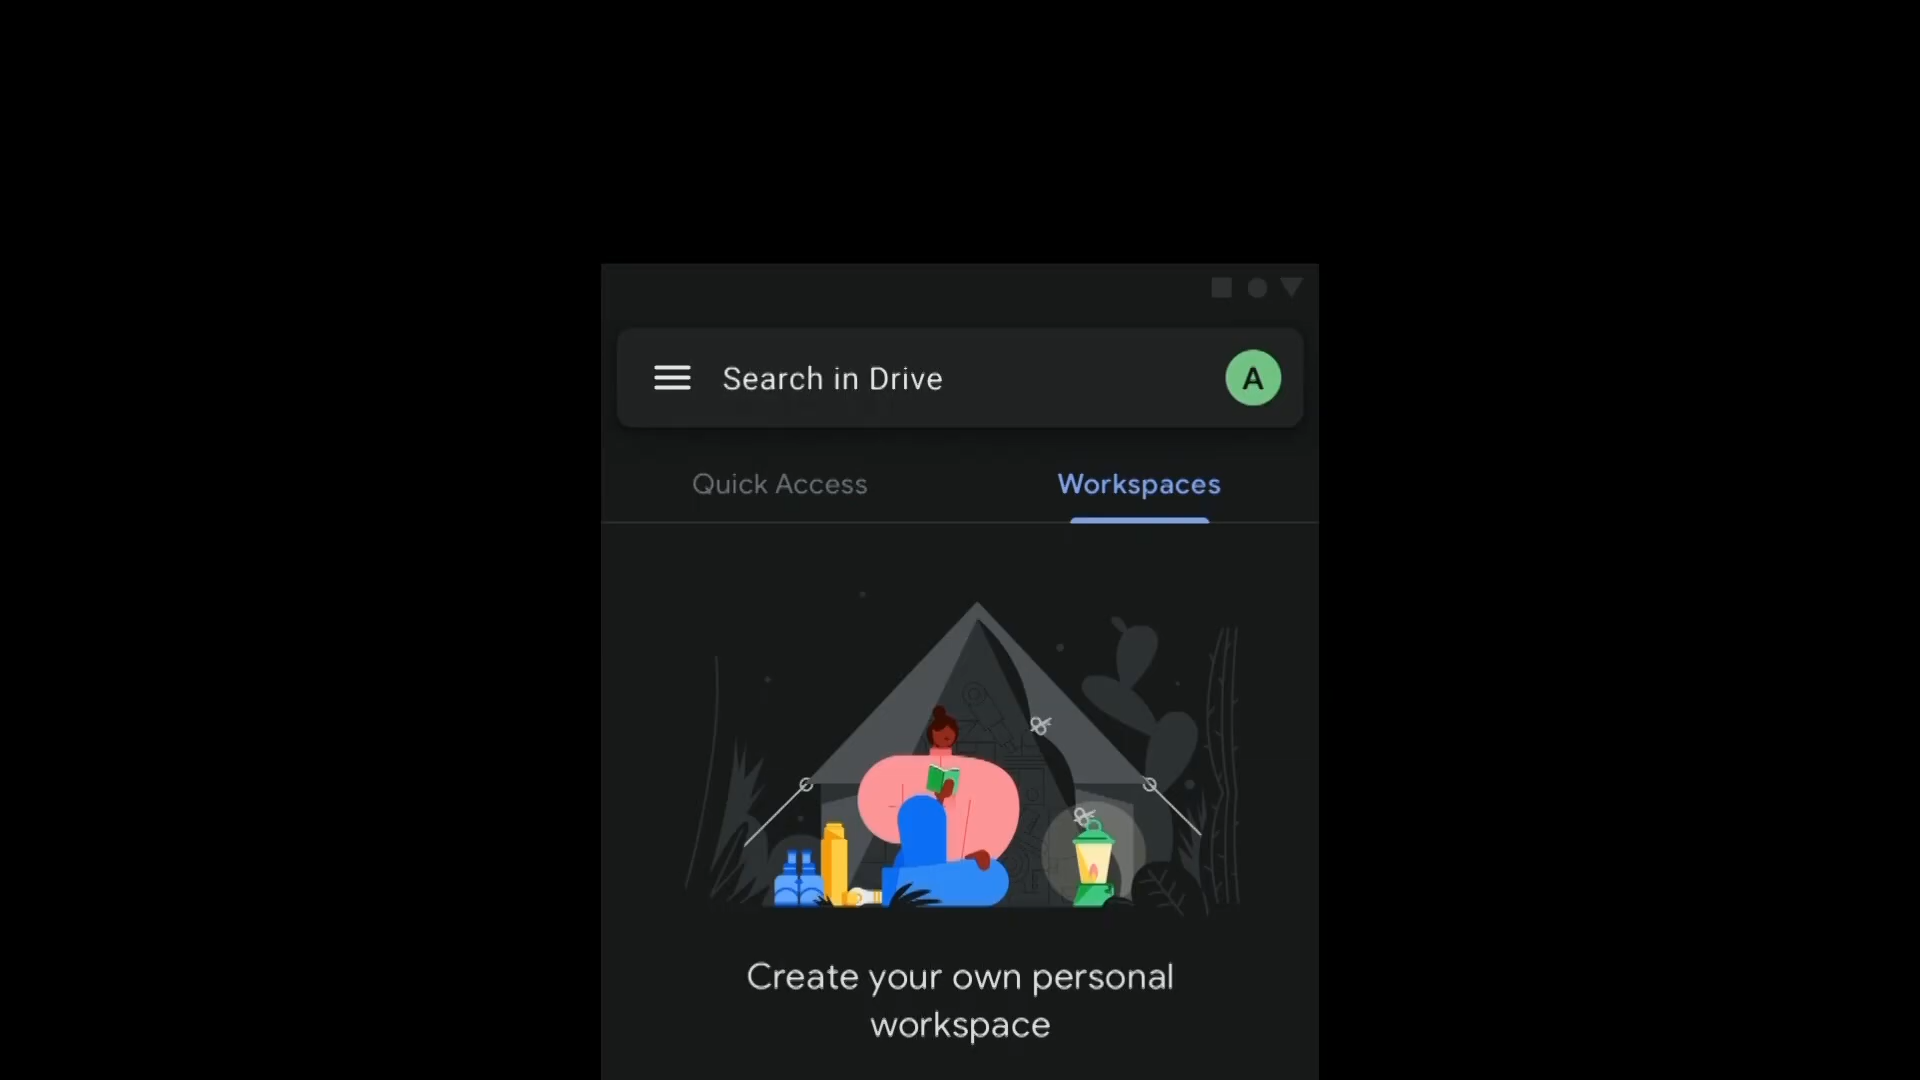 Search in Drive
A
Quick Access
Workspaces
Create your own personal
workspace